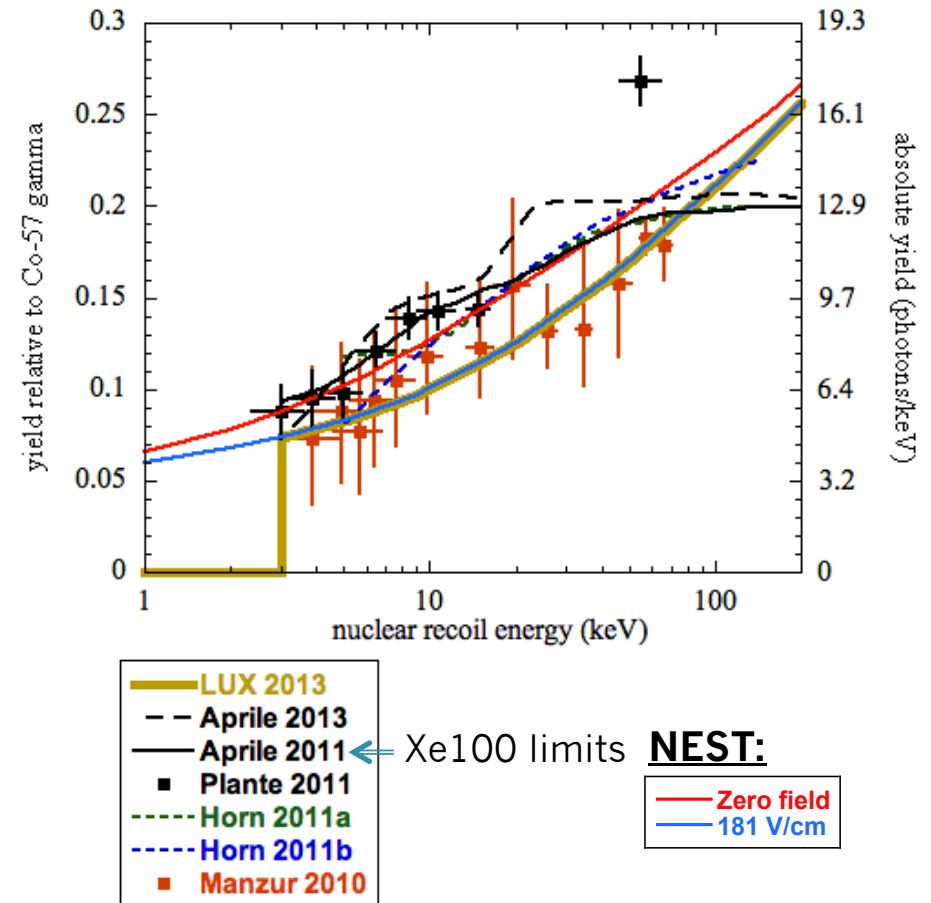 0.3
0.25
0.2
0.15
0.1
0.05
0
yield relative to Co-57 gamma
19.3
16.1
12.9
9.7
6.4
3.2
0
absolute yield (photons/keV)
1
10
100
nuclear recoil energy (keV)
LUX 2013
Aprile 2013
Aprile 2011
Plante 2011
Horn 2011a
Horn 2011b
Manzur 2010
Xe100 limits
NEST:
Zero field
181 V/cm